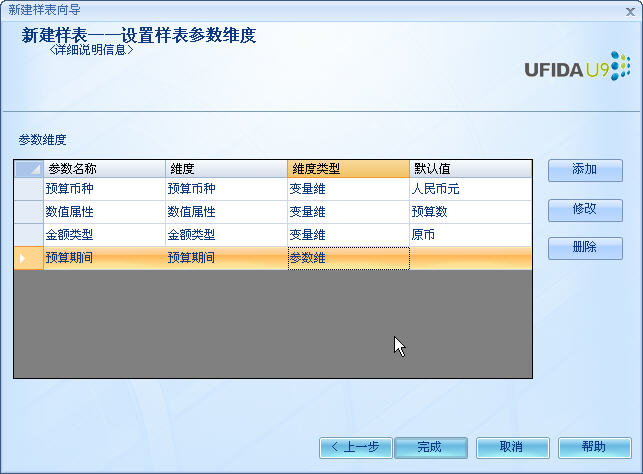 新建样表向导
新建样表——设置样表参数维度
<详细说明信息>
UFIDA U9
参数维度
参数名称 维度 维度类型 默认值
预算币种 预算币种 变量维 人民币元
数值属性 数值属性 变量维 预算数
金额类型 金额类型 变量维 原币
预算期间 预算期间 参数维
添加
修改
删除
< 上一步 完成 取消 帮助